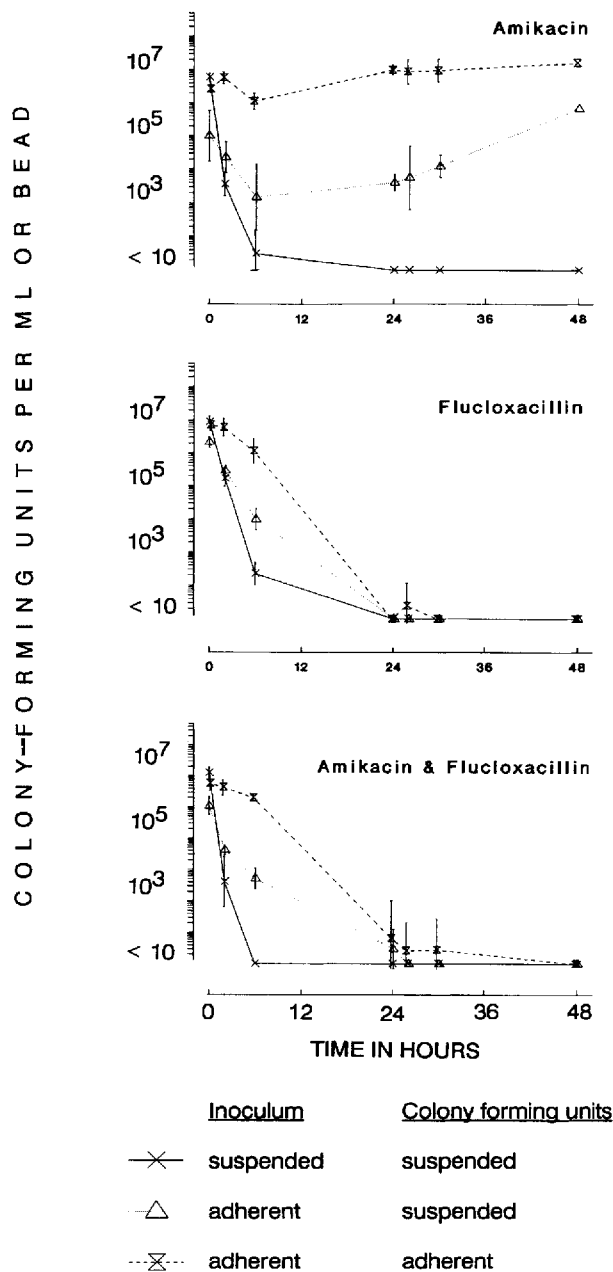 COLONY--FORMING UNITS PER ML OR BEAD
Amikacin
10⁷
10⁵
10³
< 10
0 12 24 36 48
Flucloxacillin
10⁷
10⁵
10³
< 10
0 12 24 36 48
Amikacin & Flucloxacillin
10⁷
10⁵
10³
< 10
0 12 24 36 48
TIME IN HOURS
Inoculum Colony forming units
suspended suspended
adherent suspended
adherent adherent